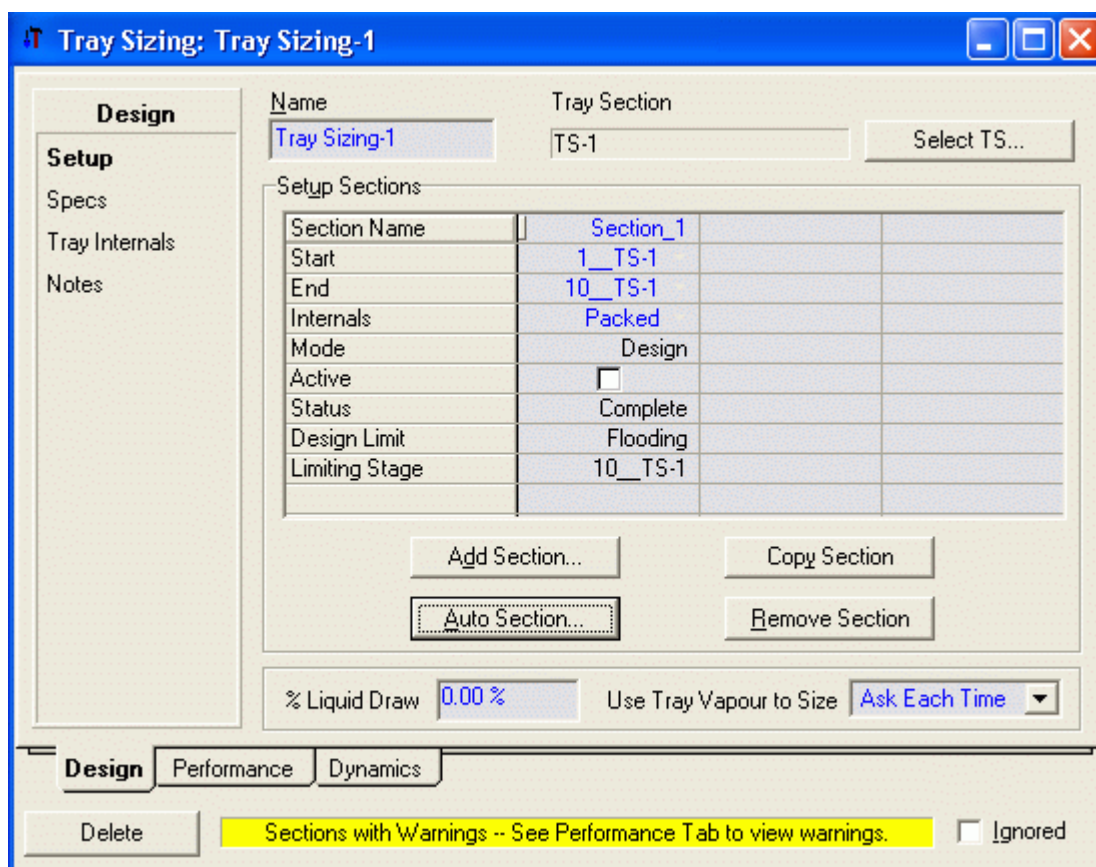 Tray Sizing: Tray Sizing-1
Design
Setup
Specs
Tray Internals
Notes
Name
Tray Sizing-1
Tray Section
TS-1
Select TS...
Setup Sections
Section Name Section_1
Start 1__TS-1
End 10__TS-1
Internals Packed
Mode Design
Active
Status Complete
Design Limit Flooding
Limiting Stage 10__TS-1
Add Section... Copy Section
Auto Section... Remove Section
% Liquid Draw 0.00 % Use Tray Vapour to Size Ask Each Time
Design Performance Dynamics
Delete Sections with Warnings -- See Performance Tab to view warnings. Ignored